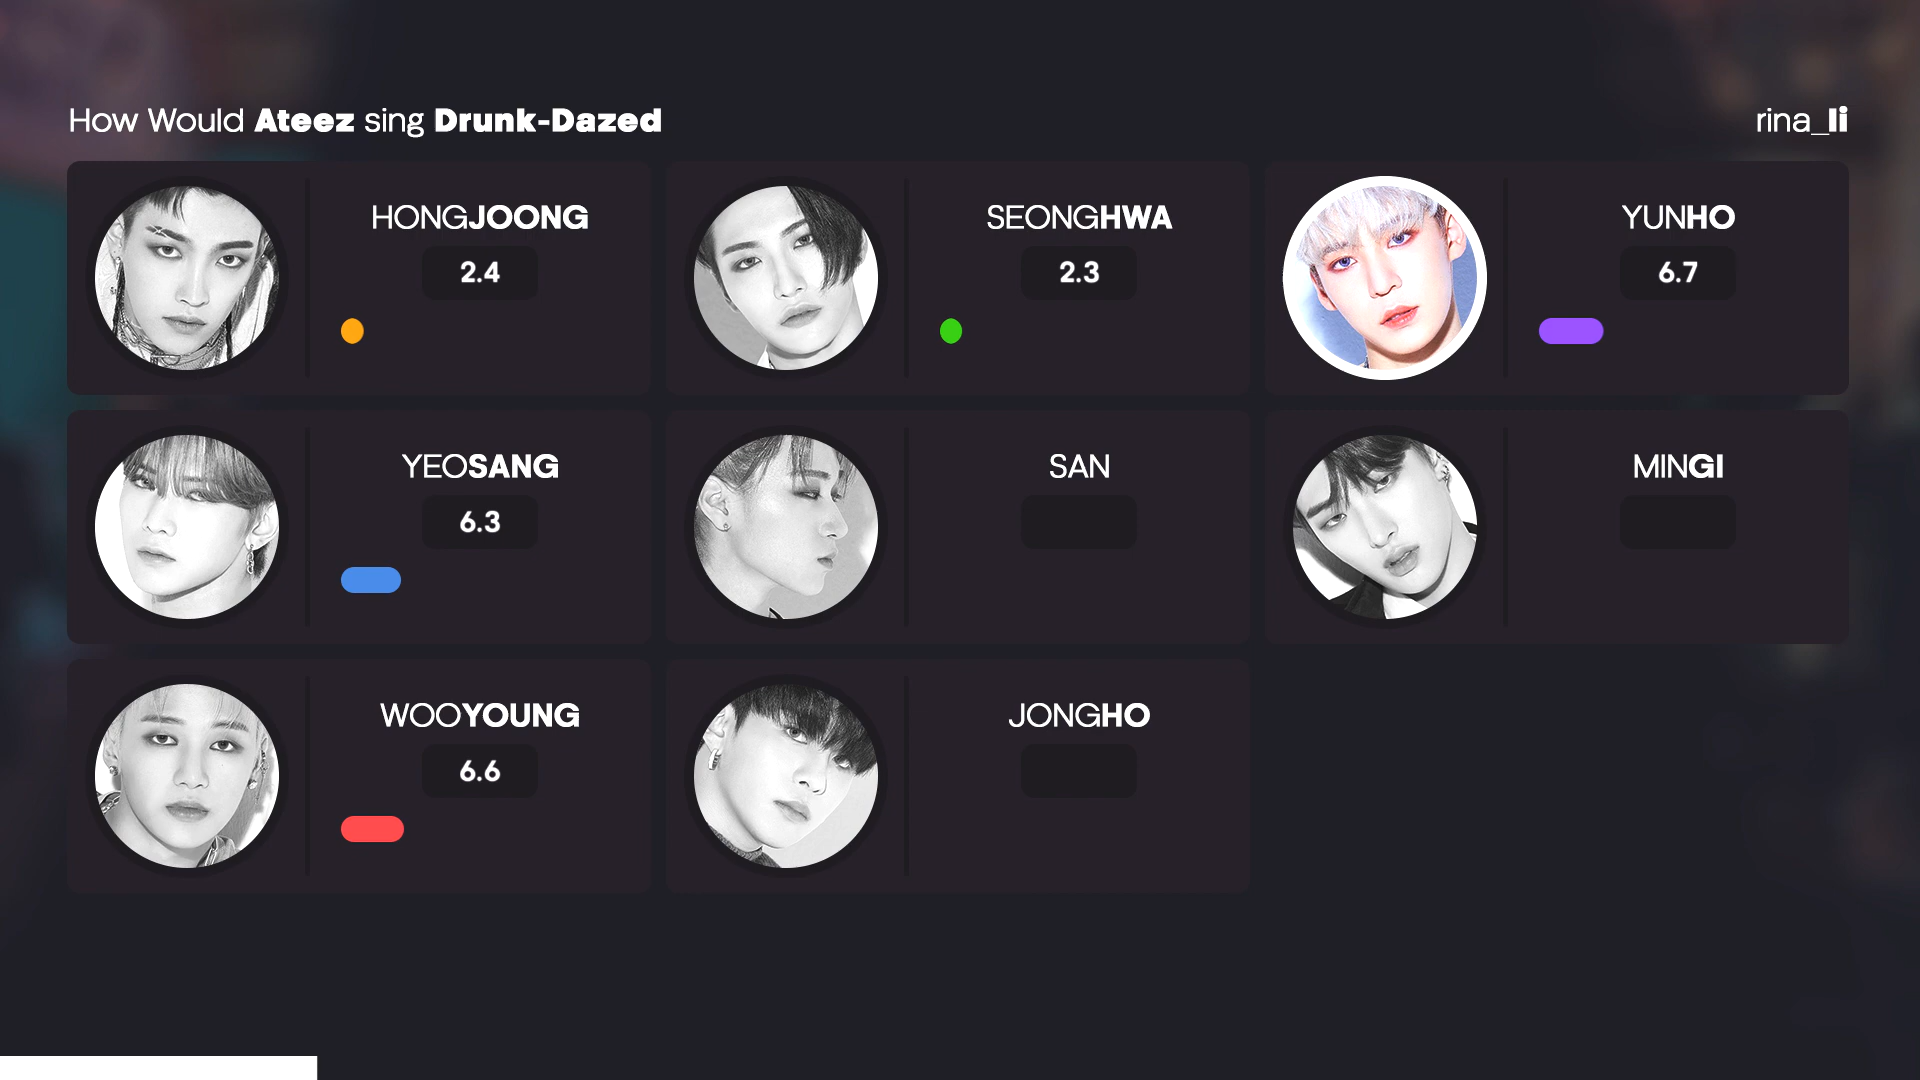 How Would Ateez sing Drunk-Dazed
rina_li
HONGJOONG
2.4
SEONGHWA
2.3
YUNHO
6.7
YEOSANG
6.3
SAN
MINGI
WOOYOUNG
6.6
JONGHO